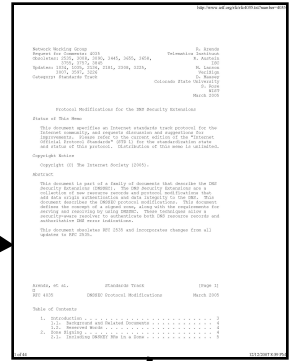 http://www.ietf.org/rfc/rfc4035.txt?number=4035
Network Working Group R. Arends
Request for Comments: 4035 Telematica Instituut
Obsoletes: 2535, 3008, 3090, 3445, 3655, 3658, R. Austein
3755, 3757, 3845 ISC
Updates: 1034, 1035, 2136, 2181, 2308, 3225, M. Larson
3007, 3597, 3226 VeriSign
Category: Standards Track D. Massey
Colorado State University
S. Rose
NIST
March 2005
Protocol Modifications for the DNS Security Extensions
Status of This Memo
This document specifies an Internet standards track protocol for the
Internet community, and requests discussion and suggestions for
improvements. Please refer to the current edition of the "Internet
Official Protocol Standards" (STD 1) for the standardization state
and status of this protocol. Distribution of this memo is unlimited.
Copyright Notice
Copyright (C) The Internet Society (2005).
Abstract
This document is part of a family of documents that describe the DNS
Security Extensions (DNSSEC). The DNS Security Extensions are a
collection of new resource records and protocol modifications that
add data origin authentication and data integrity to the DNS. This
document describes the DNSSEC protocol modifications. This document
defines the concept of a signed zone, along with the requirements for
serving and resolving by using DNSSEC. These techniques allow a
security-aware resolver to authenticate both DNS resource records and
authoritative DNS error indications.
This document obsoletes RFC 2535 and incorporates changes from all
updates to RFC 2535.
Arends, et al. Standards Track [Page 1]
RFC 4035 DNSSEC Protocol Modifications March 2005
Table of Contents
1. Introduction . . . . . . . . . . . . . . . . . . . . . . . 3
1.1. Background and Related Documents . . . . . . . . . . 4
1.2. Reserved Words . . . . . . . . . . . . . . . . . . . 4
2. Zone Signing . . . . . . . . . . . . . . . . . . . . . . . 4
2.1. Including DNSKEY RRs in a Zone . . . . . . . . . . . 5
1 of 46 12/12/2007 8:39 PM